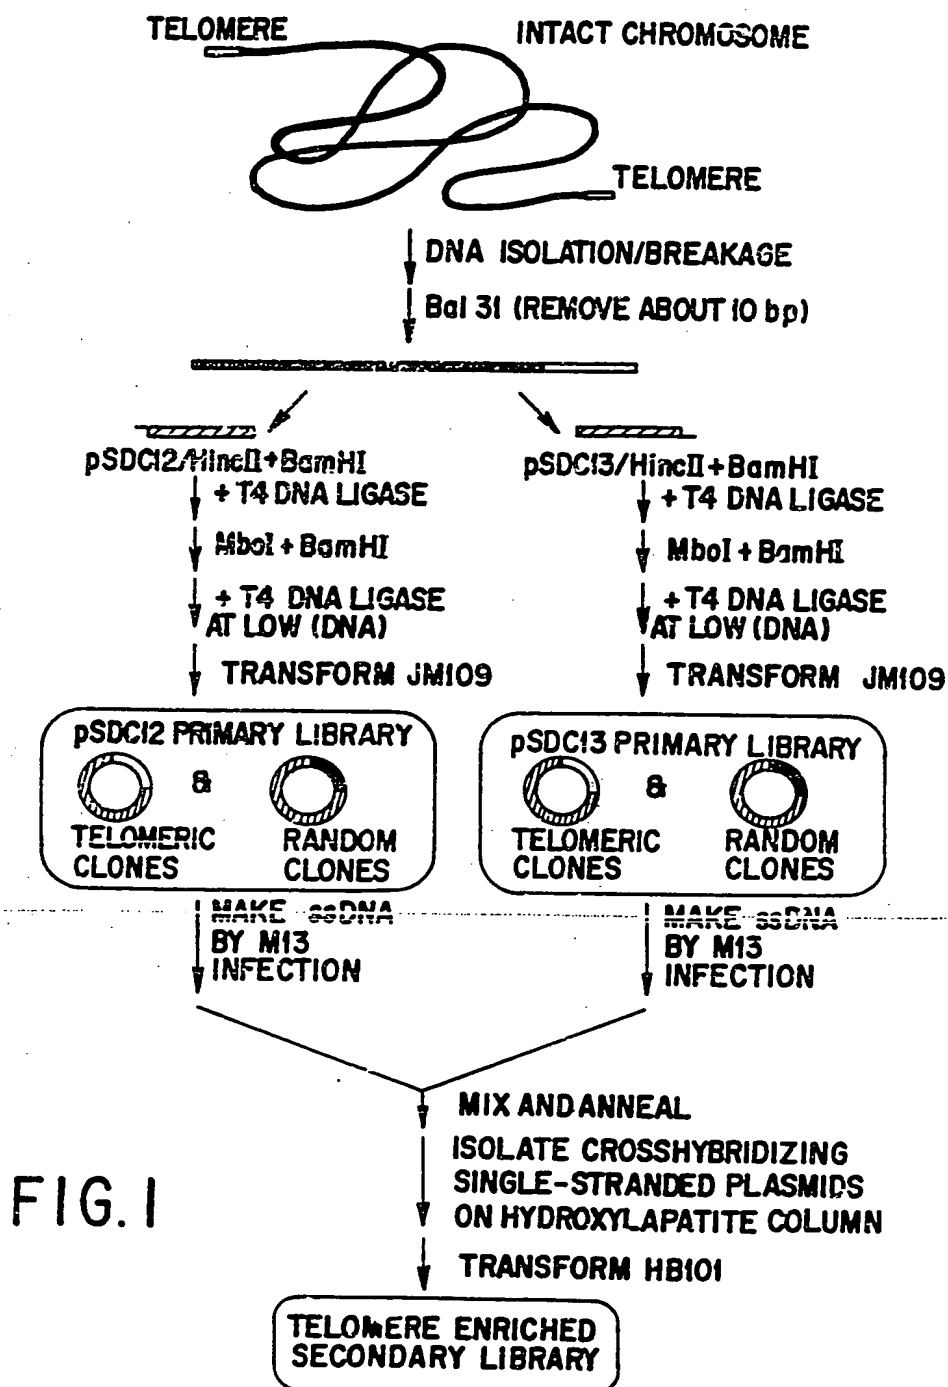 TELOMERE
INTACT CHROMOSOME
TELOMERE
DNA ISOLATION/BREAKAGE
Bal 31 (REMOVE ABOUT 10 bp)
pSDC12/HincII+BamHI
+ T4 DNA LIGASE
MboI + BamHI
+ T4 DNA LIGASE
AT LOW (DNA)
TRANSFORM JM109
pSDC12 PRIMARY LIBRARY
&
TELOMERIC
CLONES
RANDOM
CLONES
MAKE ssDNA
BY M13
INFECTION
pSDC13/HincII+BamHI
+ T4 DNA LIGASE
MboI + BamHI
+ T4 DNA LIGASE
AT LOW (DNA)
TRANSFORM JM109
pSDC13 PRIMARY LIBRARY
&
TELOMERIC
CLONES
RANDOM
CLONES
MAKE ssDNA
BY M13
INFECTION
MIX AND ANNEAL
ISOLATE CROSSHYBRIDIZING
SINGLE-STRANDED PLASMIDS
ON HYDROXYLAPATITE COLUMN
TRANSFORM HB101
TELOMERE ENRICHED
SECONDARY LIBRARY
FIG. 1